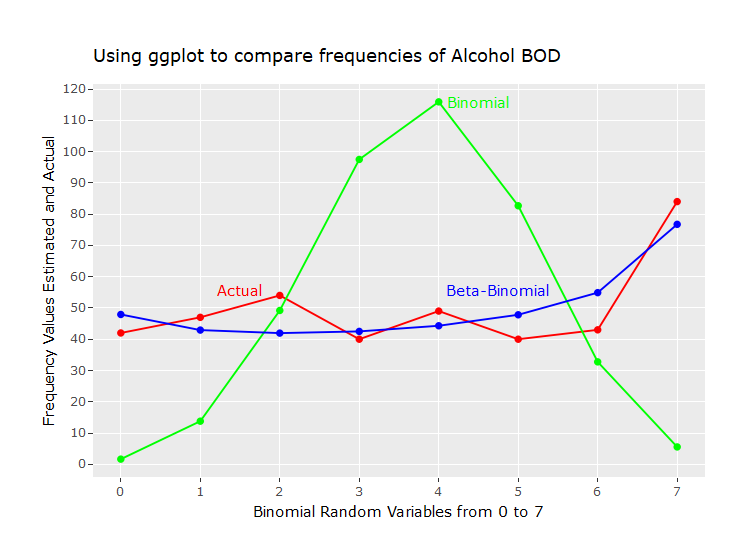 Using ggplot to compare frequencies of Alcohol BOD
120
110
100
90
80
70
60
50
40
30
20
10
0
Frequency Values Estimated and Actual
Binomial
Actual
Beta-Binomial
0 1 2 3 4 5 6 7
Binomial Random Variables from 0 to 7